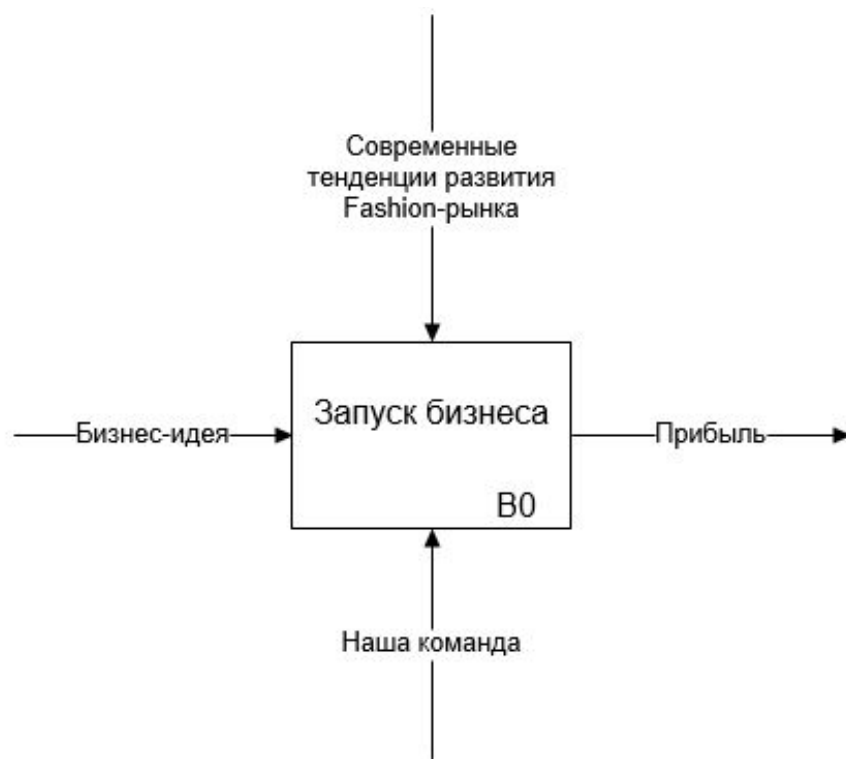 Современные
тенденции развития
Fashion-рынка
Запуск бизнеса
Бизнес-идея
Прибыль
B0
Наша команда